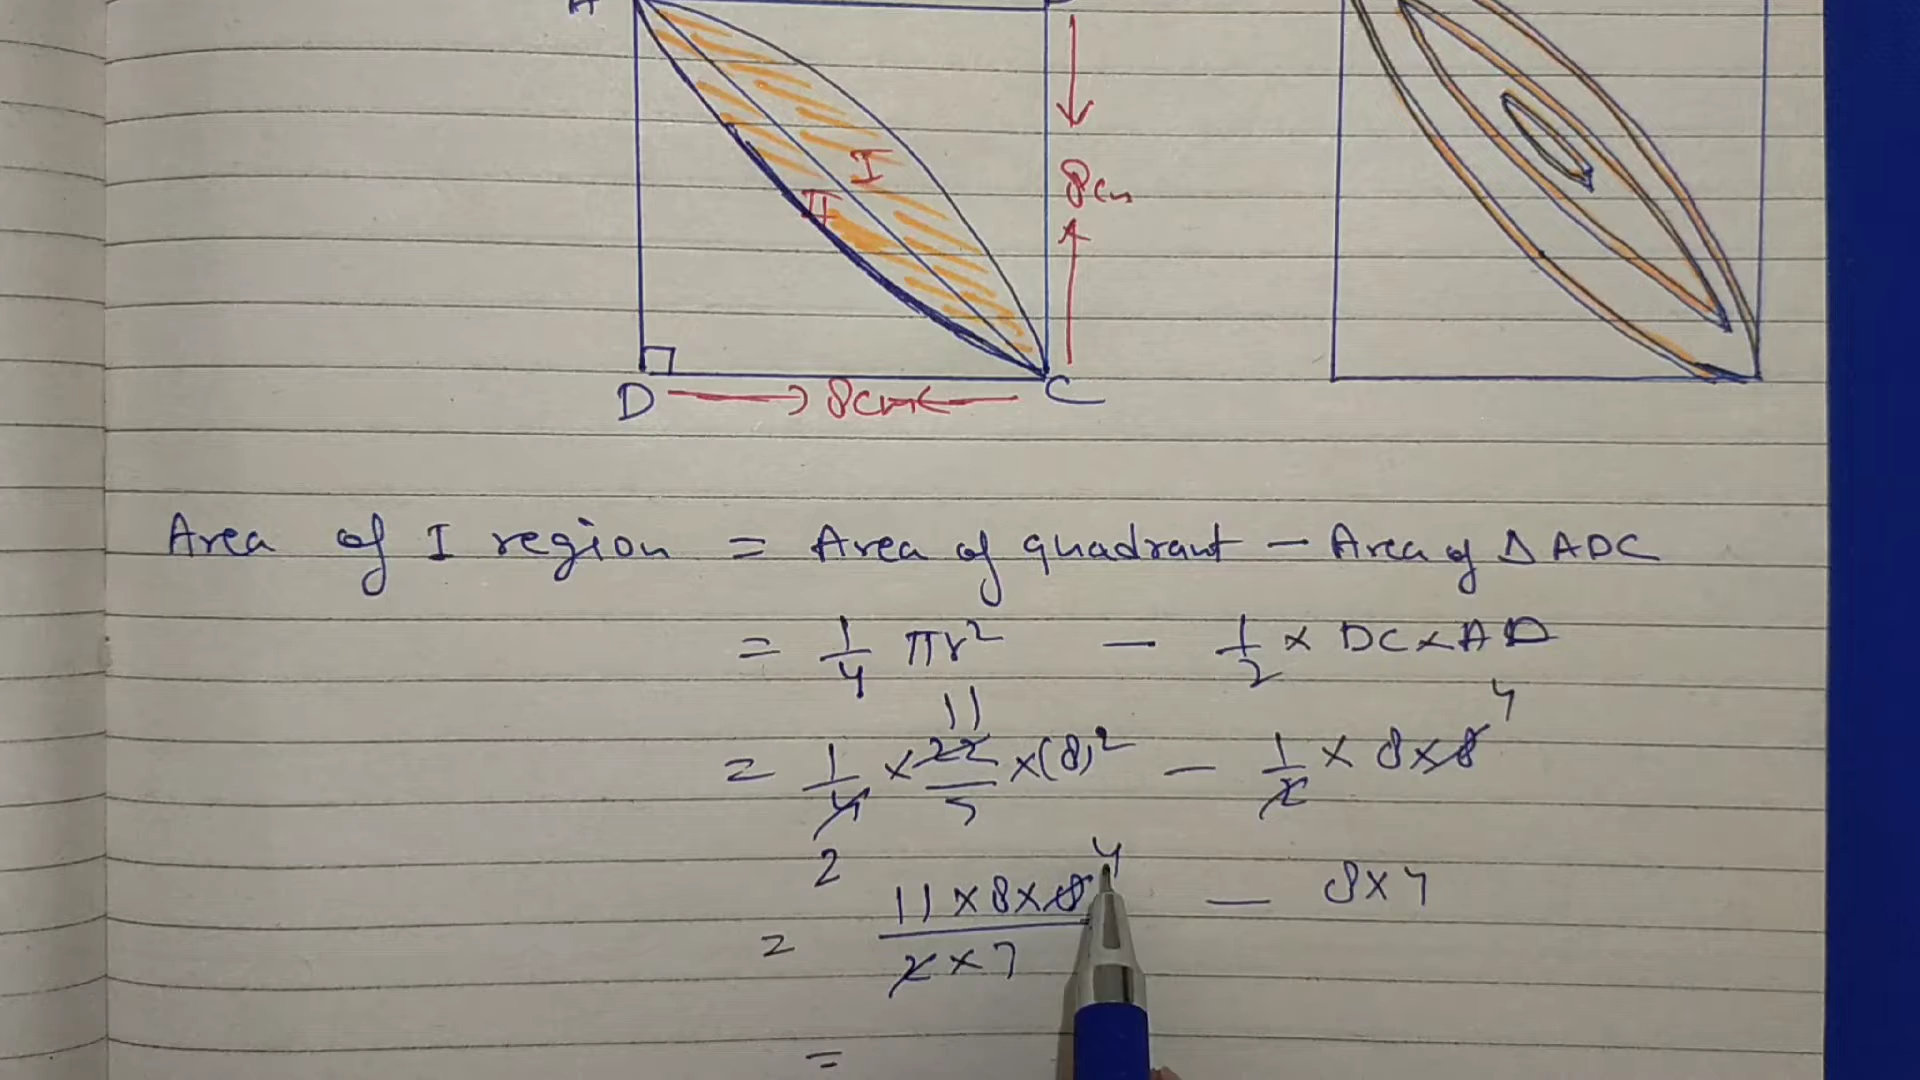 A
I
II
8cm
D
8cm
C
Area of I region = Area of quadrant - Area of Δ ADC
= 1/4 πr² - 1/2 × DC × AD
11 4
= 1/4 × 22/7 × (8)² - 1/2 × 8 × 8
2 4
= 11 × 8 × 8 / 2 × 7 - 8 × 4
=